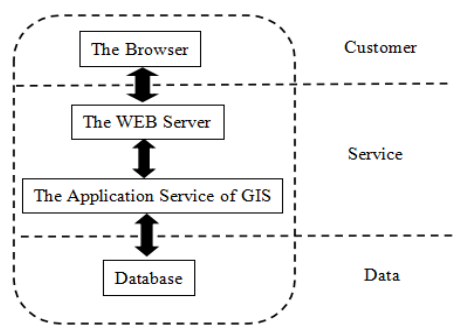 The Browser
Customer
The WEB Server
Service
The Application Service of GIS
Database
Data